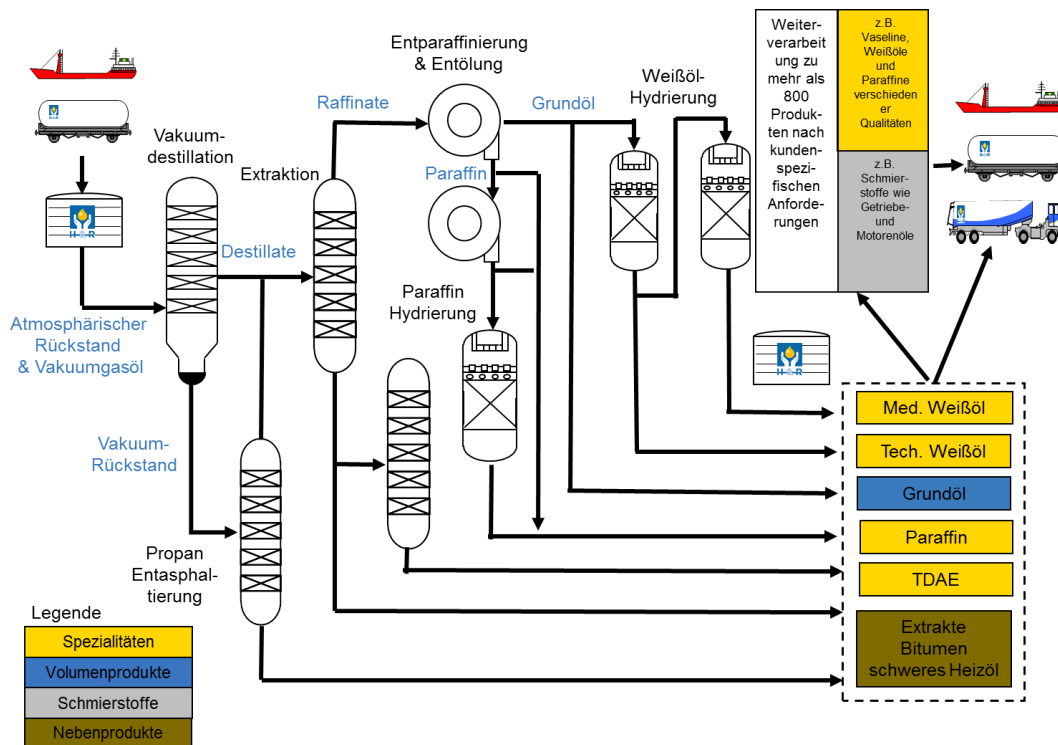 Entparaffinierung
& Entölung
Weißöl-
Hydrierung
Raffinate
Grundöl
Paraffin
Vakuum-
destillation
Extraktion
H&R
Destillate
Atmosphärischer
Rückstand
& Vakuumgasöl
Paraffin
Hydrierung
Vakuum-
Rückstand
Propan
Entasphal-
tierung
Weiter-
verarbeit
ung zu
mehr als
800
Produk-
ten nach
kunden-
spezi-
fischen
Anforde-
rungen
z.B.
Vaseline,
Weißöle
und
Paraffine
verschieden
er
Qualitäten
z.B.
Schmier-
stoffe wie
Getriebe-
und
Motorenöle
H&R
Med. Weißöl
Tech. Weißöl
Grundöl
Paraffin
TDAE
Extrakte
Bitumen
schweres Heizöl
Legende
Spezialitäten
Volumenprodukte
Schmierstoffe
Nebenprodukte